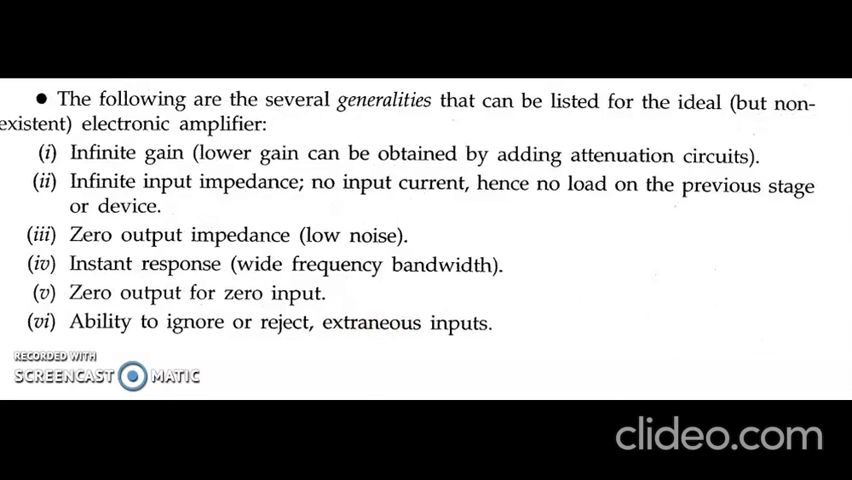 • The following are the several generalities that can be listed for the ideal (but non-
existent) electronic amplifier:
(i) Infinite gain (lower gain can be obtained by adding attenuation circuits).
(ii) Infinite input impedance; no input current, hence no load on the previous stage
or device.
(iii) Zero output impedance (low noise).
(iv) Instant response (wide frequency bandwidth).
(v) Zero output for zero input.
(vi) Ability to ignore or reject, extraneous inputs.
RECORDED WITH
SCREENCAST MATIC
clideo.com